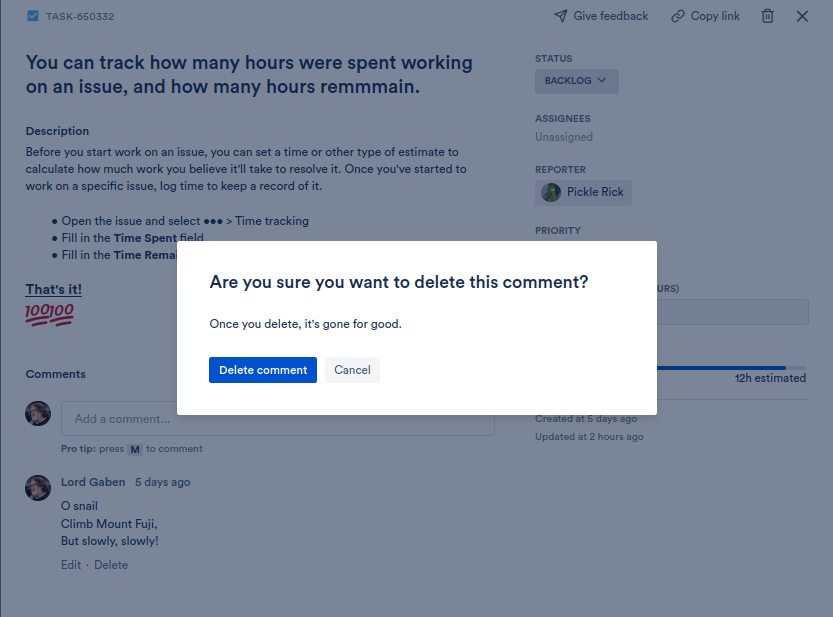 TASK-650332
Give feedback
Copy link
You can track how many hours were spent working
on an issue, and how many hours remmmain.
Description
Before you start work on an issue, you can set a time or other type of estimate to
calculate how much work you believe it'll take to resolve it. Once you've started to
work on a specific issue, log time to keep a record of it.
• Open the issue and select ●●● > Time tracking
• Fill in the Time Spent field
• Fill in the Time Remai
That's it!
💯💯
Comments
Add a comment...
Pro tip: press M to comment
Lord Gaben 5 days ago
O snail
Climb Mount Fuji,
But slowly, slowly!
Edit · Delete
STATUS
BACKLOG
ASSIGNEES
Unassigned
REPORTER
Pickle Rick
PRIORITY
URS)
12h estimated
Created at 5 days ago
Updated at 2 hours ago
Are you sure you want to delete this comment?
Once you delete, it's gone for good.
Delete comment
Cancel